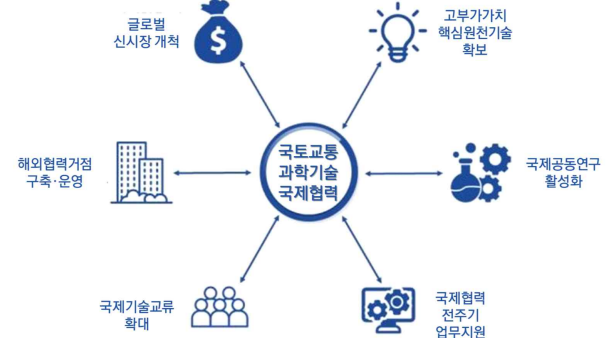 글로벌
신시장 개척
고부가가치
핵심원천기술
확보
해외협력거점
구축·운영
국토교통
과학기술
국제협력
국제공동연구
활성화
국제기술교류
확대
국제협력
전주기
업무지원